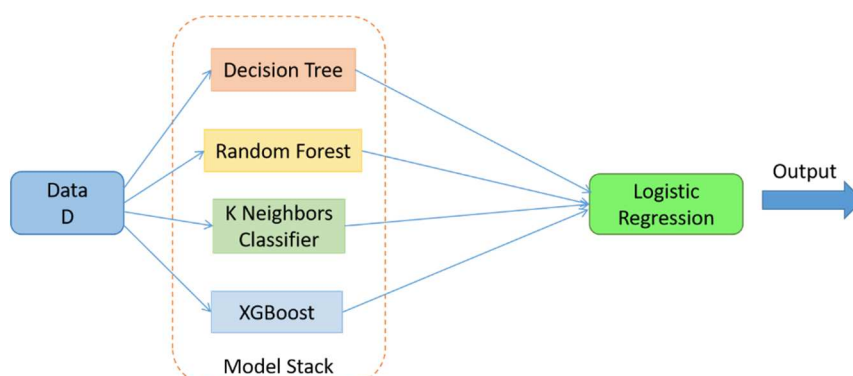 Data
D
Decision Tree
Random Forest
K Neighbors
Classifier
XGBoost
Model Stack
Logistic
Regression
Output